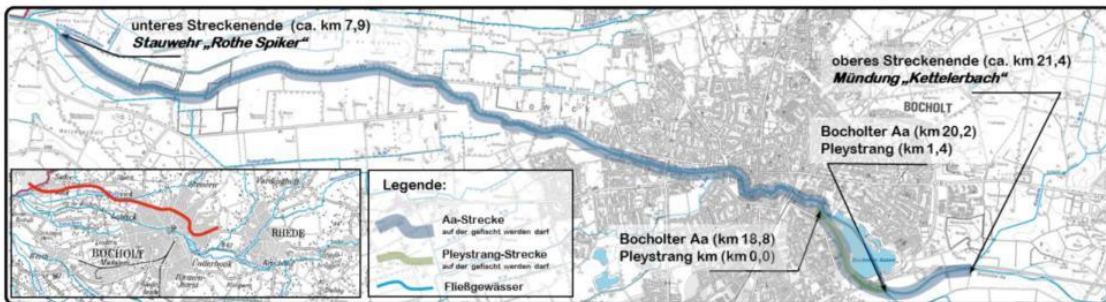 unteres Streckenende (ca. km 7,9)
Stauwehr „Rothe Spiker"
oberes Streckenende (ca. km 21,4)
Mündung „Kettelerbach"
BOCHOLT
Bocholter Aa (km 20,2)
Pleystrang (km 1,4)
Bocholter Aa (km 18,8)
Pleystrang km (km 0,0)
Legende:
Aa-Strecke
auf der gefischt werden darf
Pleystrang-Strecke
auf der gefischt werden darf
Fließgewässer
RHEDE
BOCHOLT